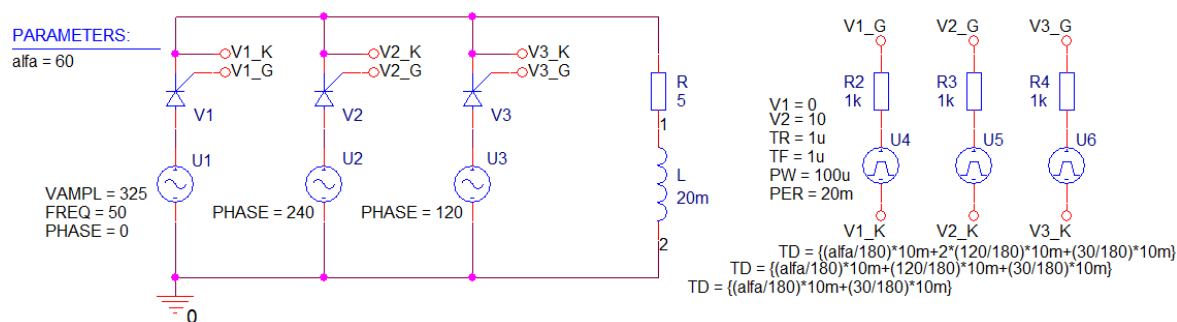 PARAMETERS:
alfa = 60
V1_K
V1_G
V1
U1
VAMPL = 325
FREQ = 50
PHASE = 0
V2_K
V2_G
V2
U2
PHASE = 240
V3_K
V3_G
V3
U3
PHASE = 120
R
5
1
L
20m
2
0
V1_G
V2_G
V3_G
R2
1k
R3
1k
R4
1k
V1 = 0
V2 = 10
TR = 1u
TF = 1u
PW = 100u
PER = 20m
U4
U5
U6
V1_K
V2_K
V3_K
TD = {(alfa/180)*10m+2*(120/180)*10m+(30/180)*10m}
TD = {(alfa/180)*10m+(120/180)*10m+(30/180)*10m}
TD = {(alfa/180)*10m+(30/180)*10m}